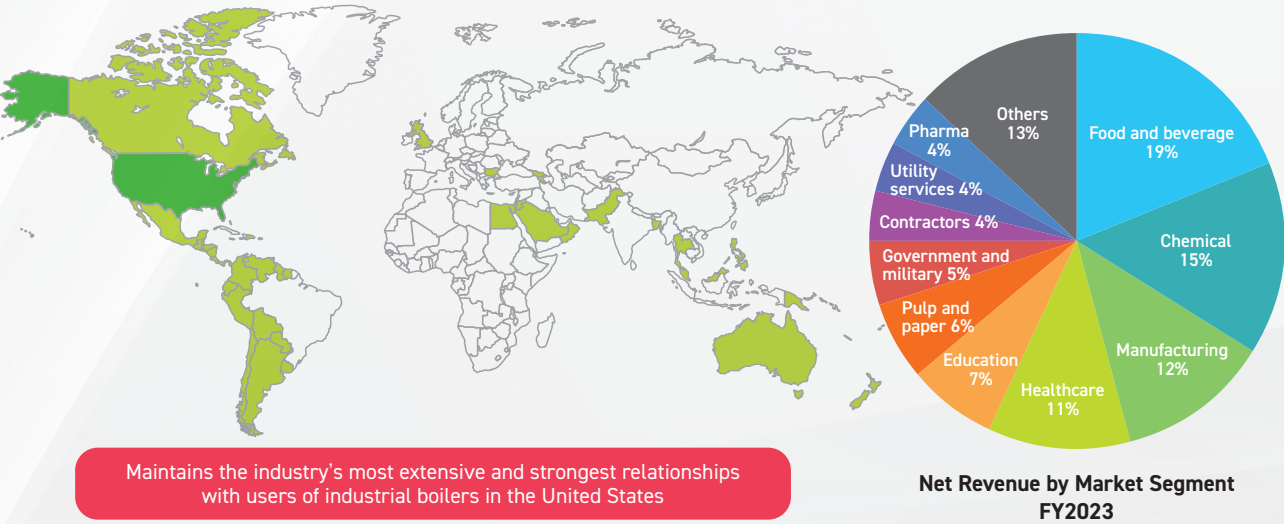 Food and beverage
19%
Chemical
15%
Manufacturing
12%
Healthcare
11%
Education
7%
Pulp and
paper 6%
Government and
military 5%
Contractors 4%
Utility
services 4%
Pharma
4%
Others
13%
Maintains the industry's most extensive and strongest relationships
with users of industrial boilers in the United States
Net Revenue by Market Segment
FY2023